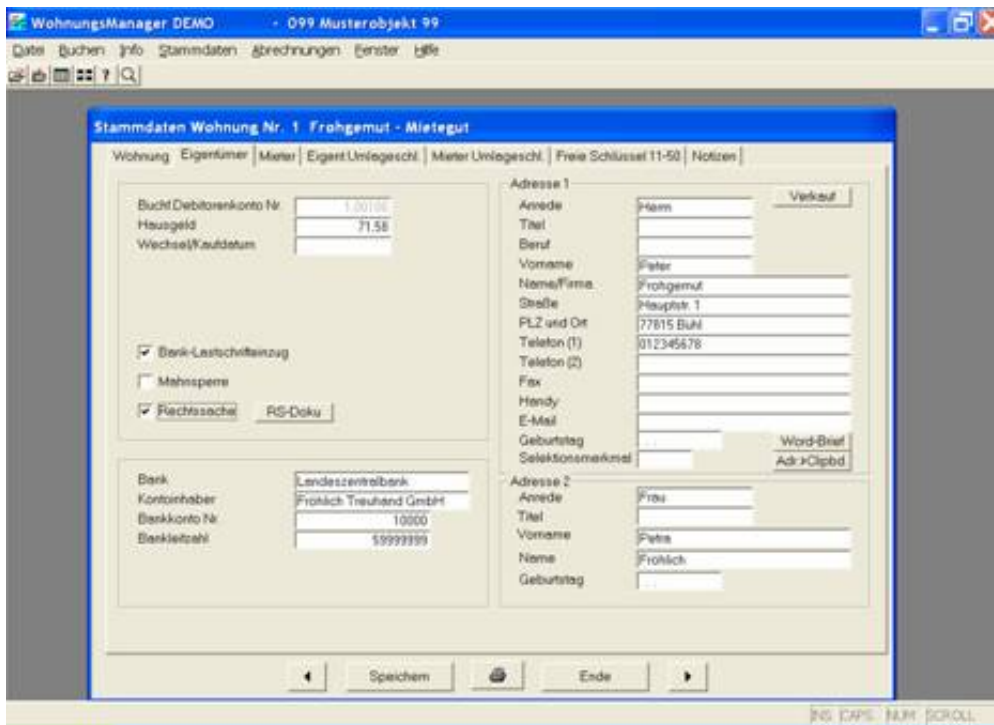 WohnungsManager DEMO - 099 Musterobjekt 99
Datei Buchen Info Stammdaten Abrechnungen Fenster Hilfe
Stammdaten Wohnung Nr. 1 Frohgemut - Mietegut
Wohnung Eigentümer Mieter Eigent.Umlegeschl. Mieter Umlegeschl. Freie Schlüssel 11-50 Notizen
Buchf.Debitorenkonto Nr. 1.00100
Hausgeld 71.58
Wechsel/Kaufdatum
Bank-Lastschrifteinzug
Mahnsperre
Rechtssache RS-Doku
Bank Landeszentralbank
Kontoinhaber Fröhlich Treuhand GmbH
Bankkonto Nr. 10000
Bankleitzahl 59999999
Adresse 1
Verkauf
Anrede Herrn
Titel
Beruf
Vorname Peter
Name/Firma Frohgemut
Straße Hauptstr. 1
PLZ und Ort 77815 Bühl
Telefon (1) 012345678
Telefon (2)
Fax
Handy
E-Mail
Geburtstag . . Word-Brief
Selektionsmerkmal Adr->Clipbd
Adresse 2
Anrede Frau
Titel
Vorname Petra
Name Fröhlich
Geburtstag . .
Speichern Ende
INS CAPS NUM SCROLL